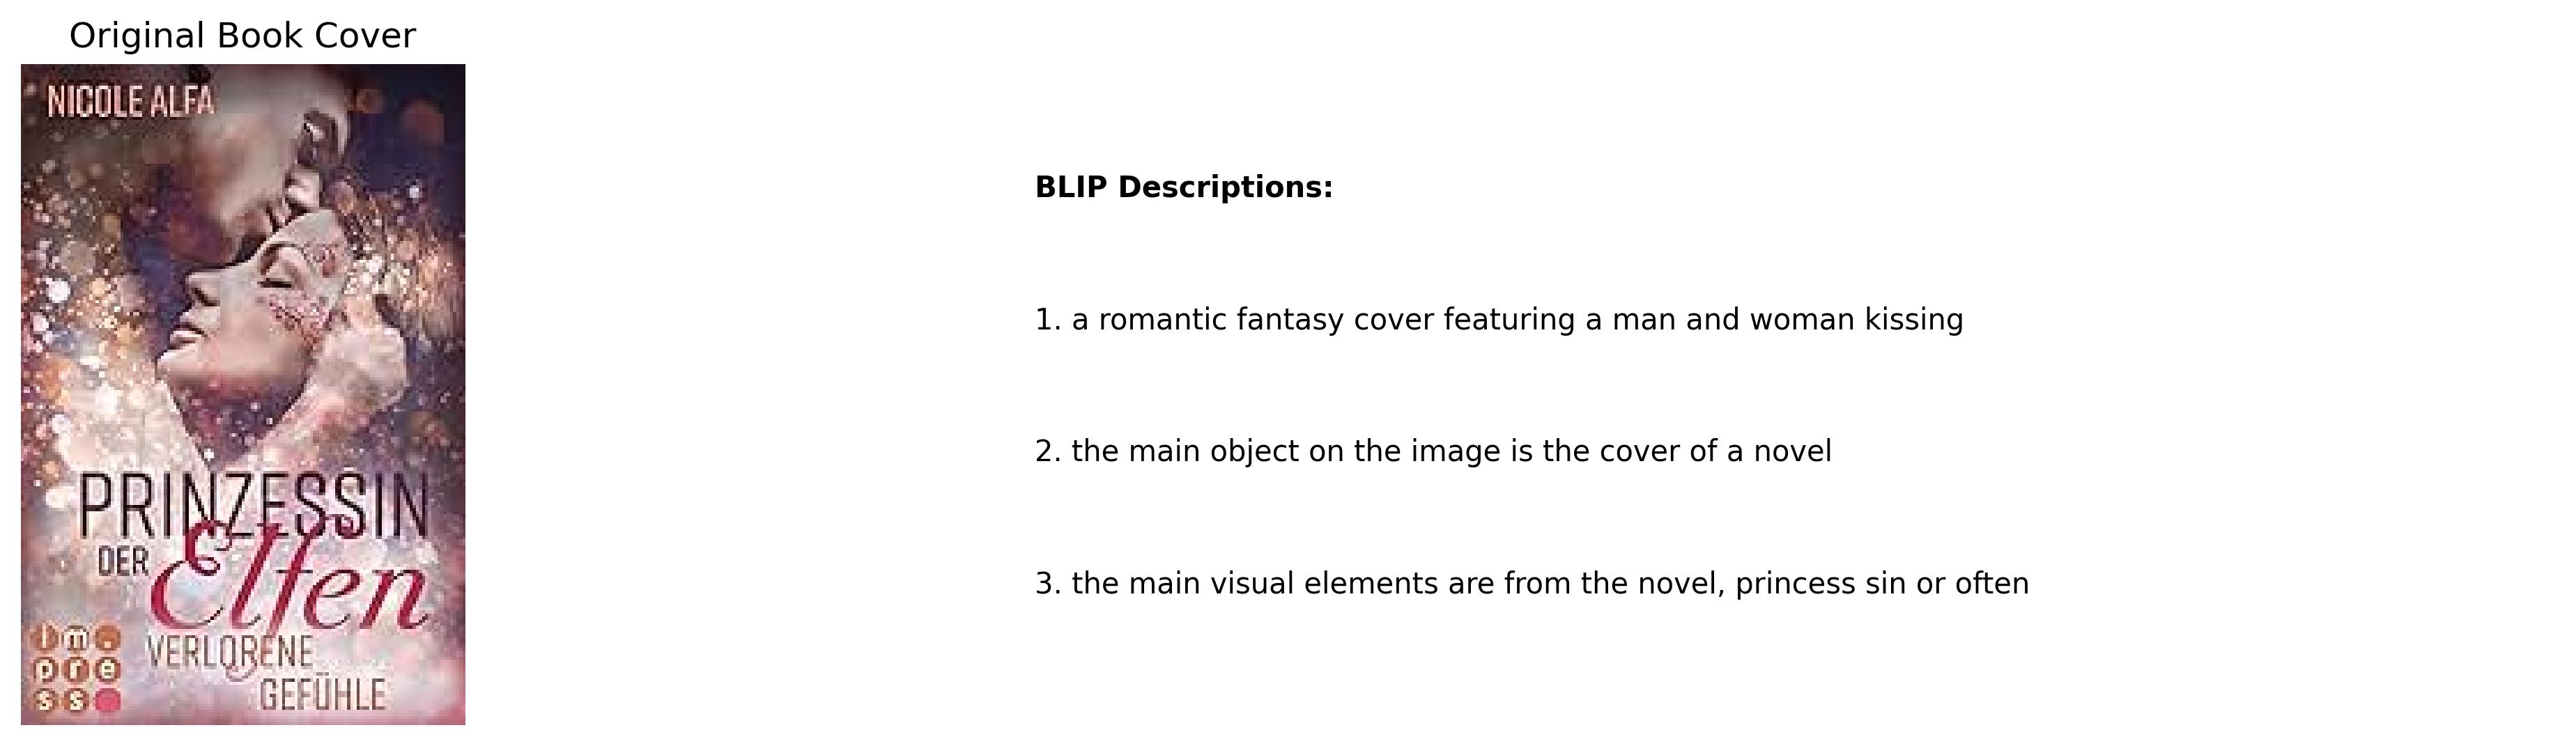 Original Book Cover
NICOLE ALFA
PRINZESSIN
DER Elfen
VERLORENE
GEFÜHLE
im.
pre
ss
BLIP Descriptions:
1. a romantic fantasy cover featuring a man and woman kissing
2. the main object on the image is the cover of a novel
3. the main visual elements are from the novel, princess sin or often